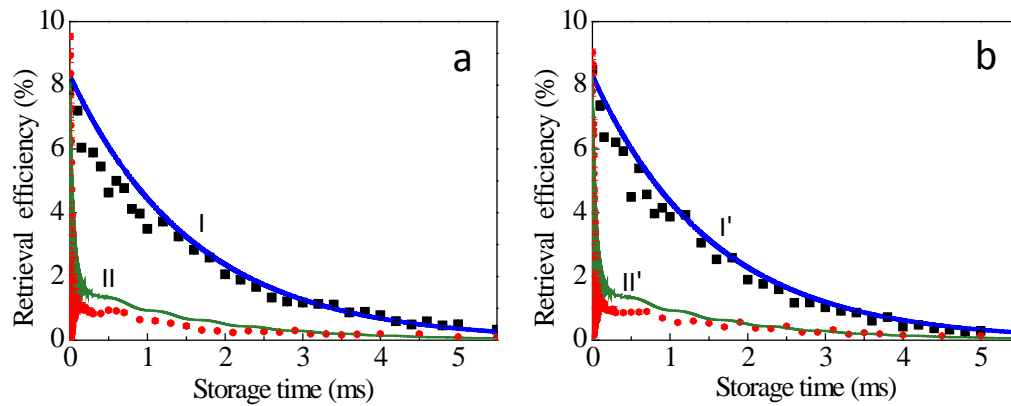 10
8
6
4
2
0
Retrieval efficiency (%)
a
I
II
0 1 2 3 4 5
Storage time (ms)
10
8
6
4
2
0
Retrieval efficiency (%)
b
I'
II'
0 1 2 3 4 5
Storage time (ms)